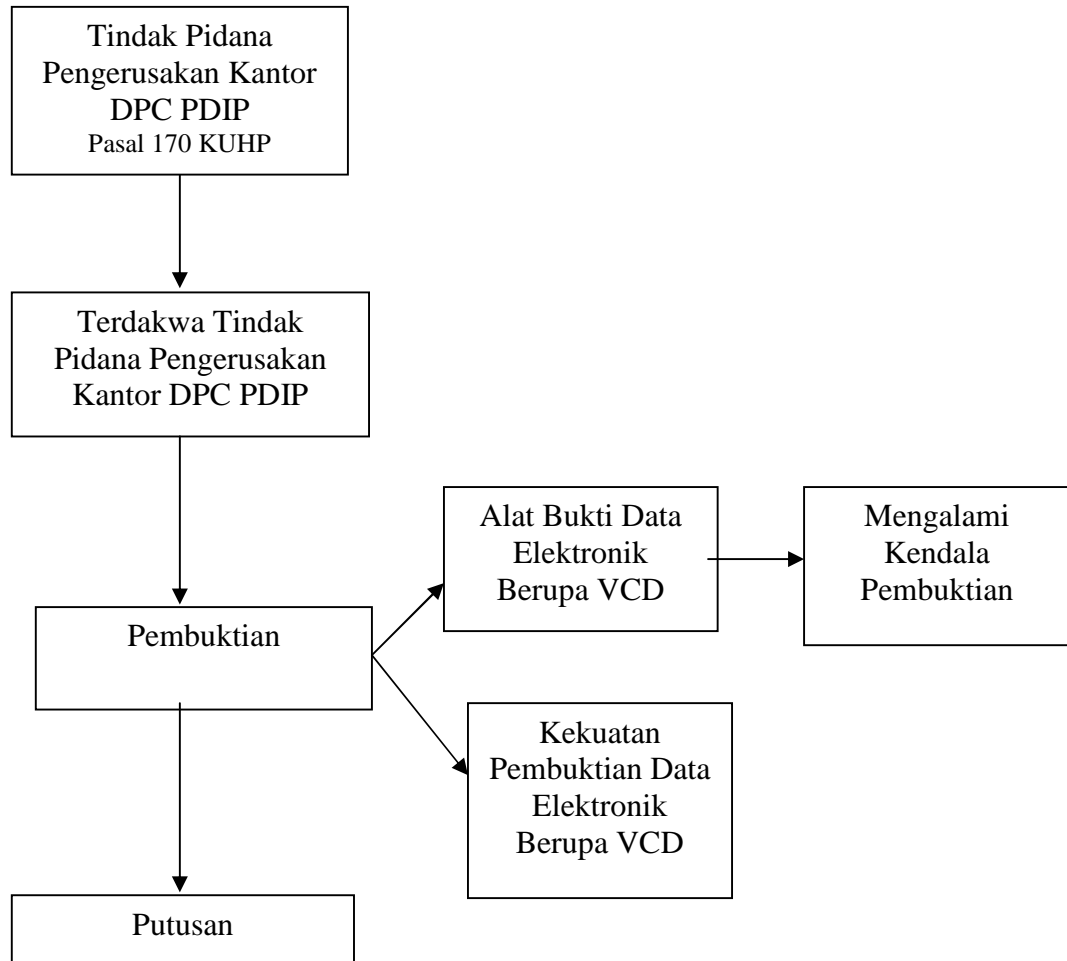 Tindak Pidana
Pengerusakan Kantor
DPC PDIP
Pasal 170 KUHP
Terdakwa Tindak
Pidana Pengerusakan
Kantor DPC PDIP
Alat Bukti Data
Elektronik
Berupa VCD
Mengalami
Kendala
Pembuktian
Pembuktian
Kekuatan
Pembuktian Data
Elektronik
Berupa VCD
Putusan